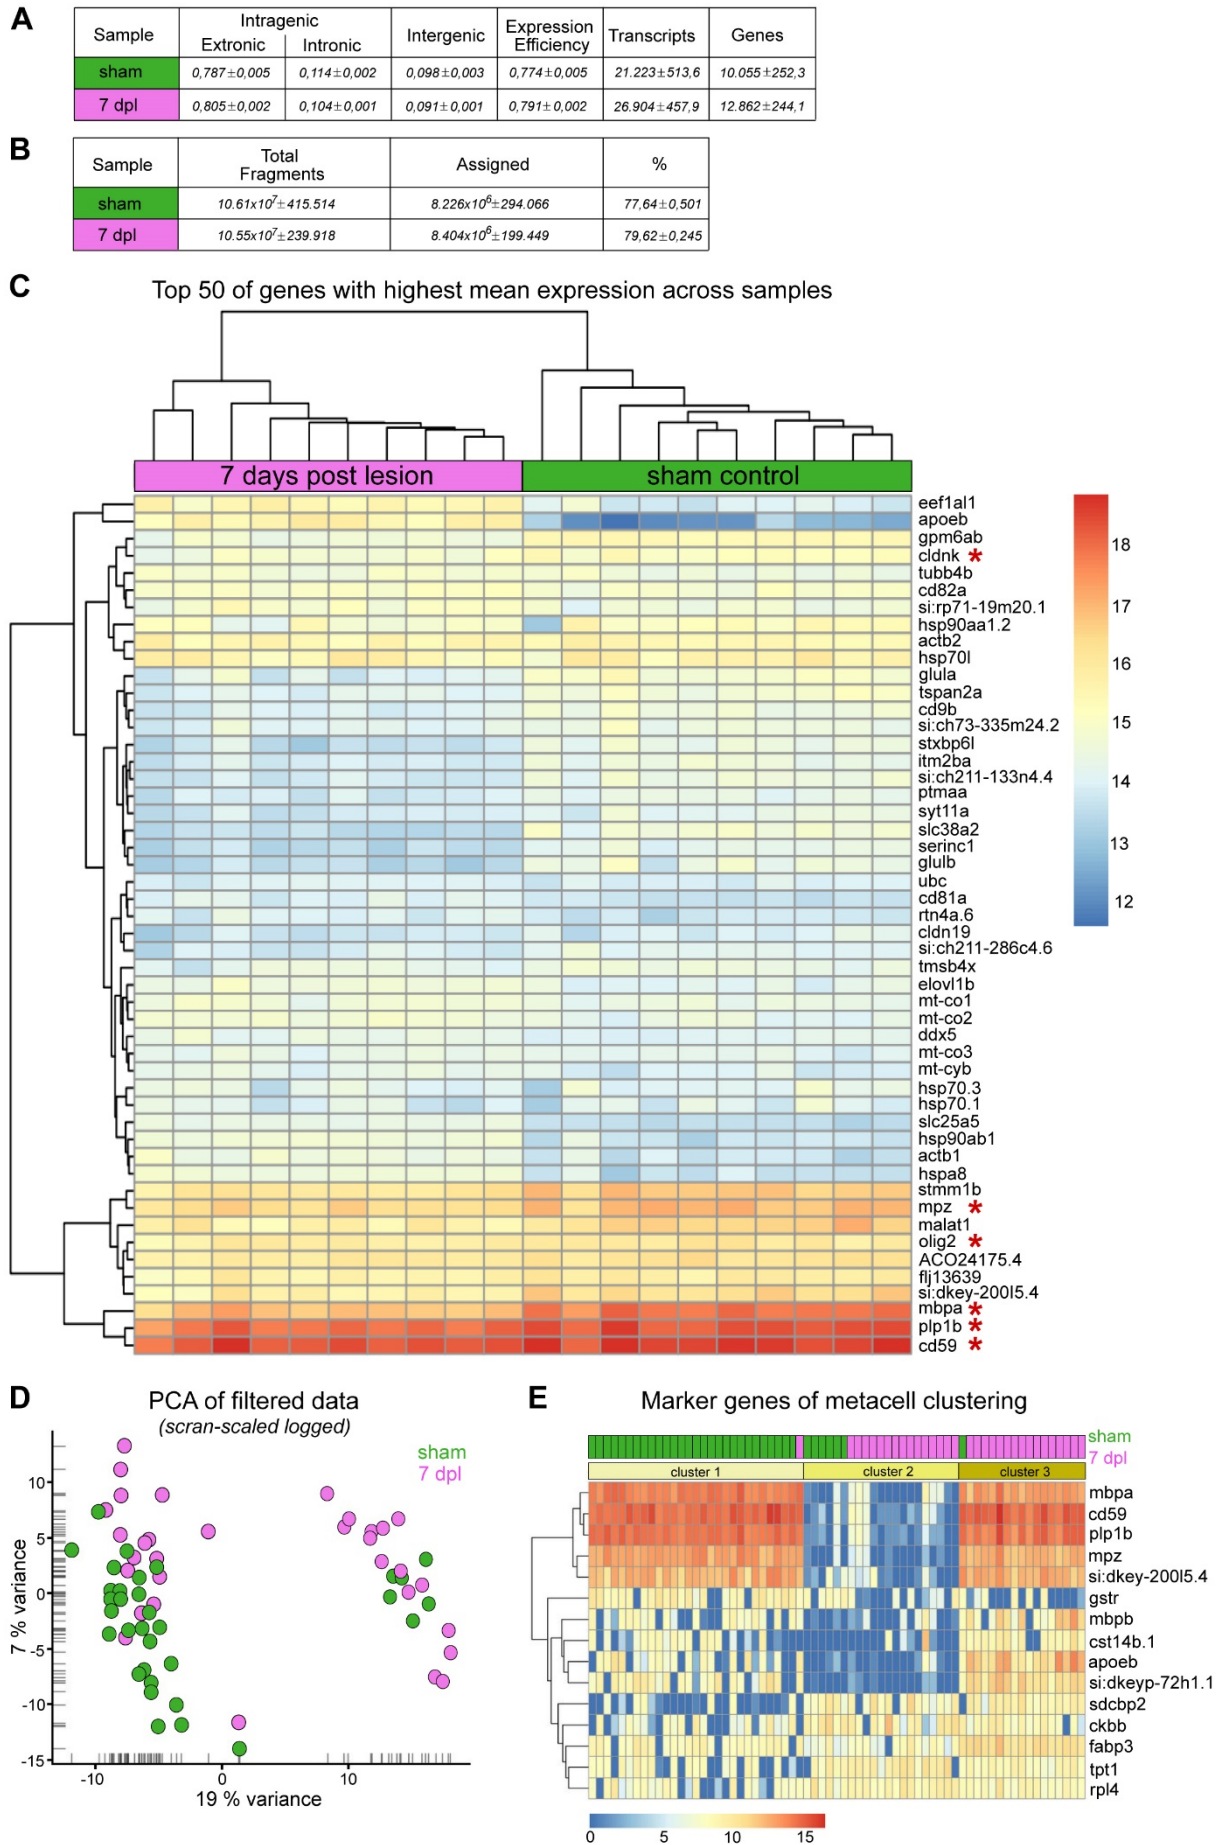 A
Sample Intragenic Intergenic Expression Efficiency Transcripts Genes
Extronic Intronic
sham 0,787±0,005 0,114±0,002 0,098±0,003 0,774±0,005 21.223±513,6 10.055±252,3
7 dpl 0,805±0,002 0,104±0,001 0,091±0,001 0,791±0,002 26.904±457,9 12.862±244,1
B
Sample Total Fragments Assigned %
sham 10.61x10⁷±415.514 8.226x10⁶±294.066 77,64±0,501
7 dpl 10.55x10⁷±239.918 8.404x10⁶±199.449 79,62±0,245
C
Top 50 of genes with highest mean expression across samples
7 days post lesion sham control
eef1al1
apoeb
gpm6ab
cldnk *
tubb4b
cd82a
si:rp71-19m20.1
hsp90aa1.2
actb2
hsp70l
glula
tspan2a
cd9b
si:ch73-335m24.2
stxbp6l
itm2ba
si:ch211-133n4.4
ptmaa
syt11a
slc38a2
serinc1
glulb
ubc
cd81a
rtn4a.6
cldn19
si:ch211-286c4.6
tmsb4x
elovl1b
mt-co1
mt-co2
ddx5
mt-co3
mt-cyb
hsp70.3
hsp70.1
slc25a5
hsp90ab1
actb1
hspa8
stmm1b
mpz *
malat1
olig2 *
ACO24175.4
flj13639
si:dkey-200l5.4
mbpa *
plp1b *
cd59 *
18
17
16
15
14
13
12
D
PCA of filtered data
(scran-scaled logged)
sham
7 dpl
7 % variance
10
5
0
-5
-10
-15
-10 0 10
19 % variance
E
Marker genes of metacell clustering
sham
7 dpl
cluster 1 cluster 2 cluster 3
mbpa
cd59
plp1b
mpz
si:dkey-200l5.4
gstr
mbpb
cst14b.1
apoeb
si:dkeyp-72h1.1
sdcbp2
ckbb
fabp3
tpt1
rpl4
0 5 10 15